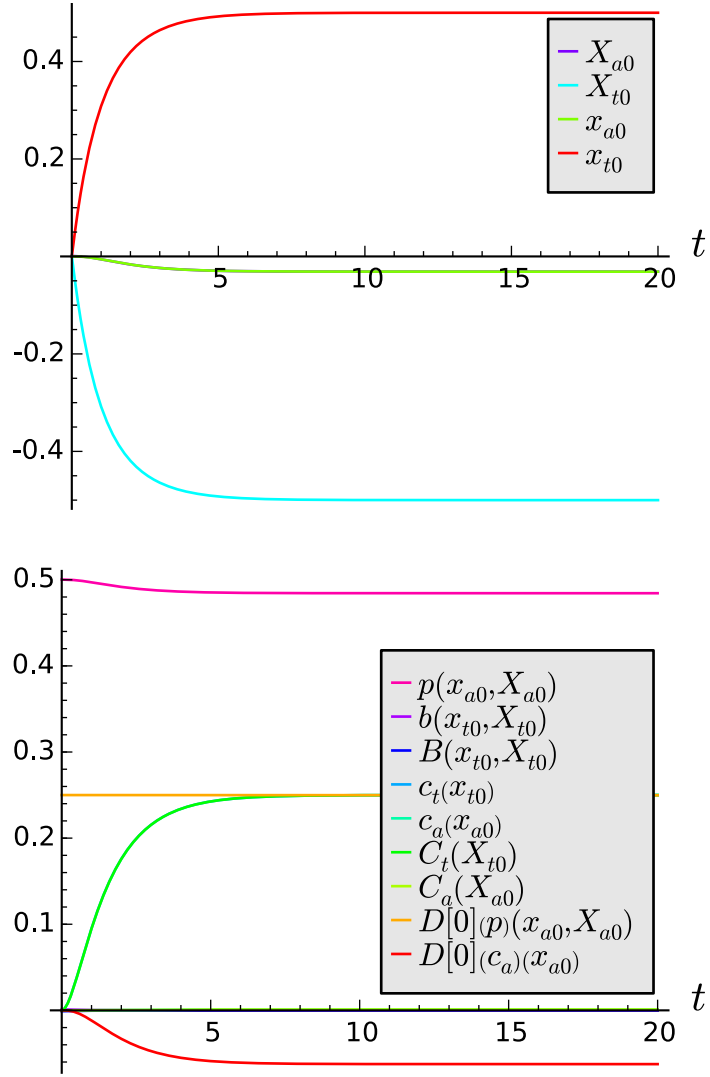 0.4
X_{a0}
X_{t0}
x_{a0}
x_{t0}
0.2
t
5 10 15 20
-0.2
-0.4
0.5
0.4
p(x_{a0},X_{a0})
b(x_{t0},X_{t0})
B(x_{t0},X_{t0})
c_t(x_{t0})
c_a(x_{a0})
C_t(X_{t0})
C_a(X_{a0})
D[0](p)(x_{a0},X_{a0})
D[0](c_a)(x_{a0})
0.3
0.2
0.1
t
5 10 15 20